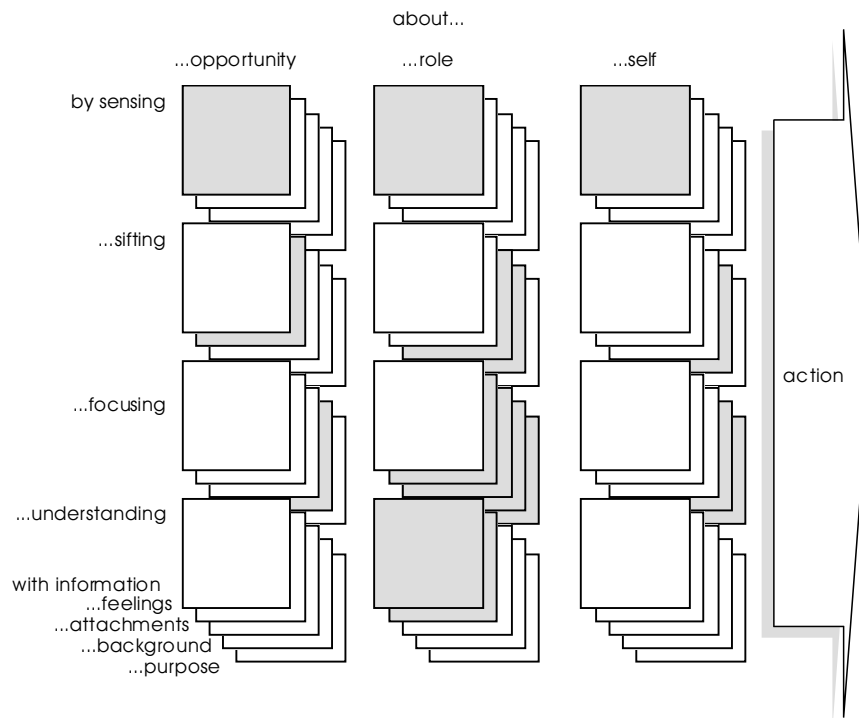 about...
...opportunity
...role
...self
by sensing
...sifting
action
...focusing
...understanding
with information
...feelings
...attachments
...background
...purpose